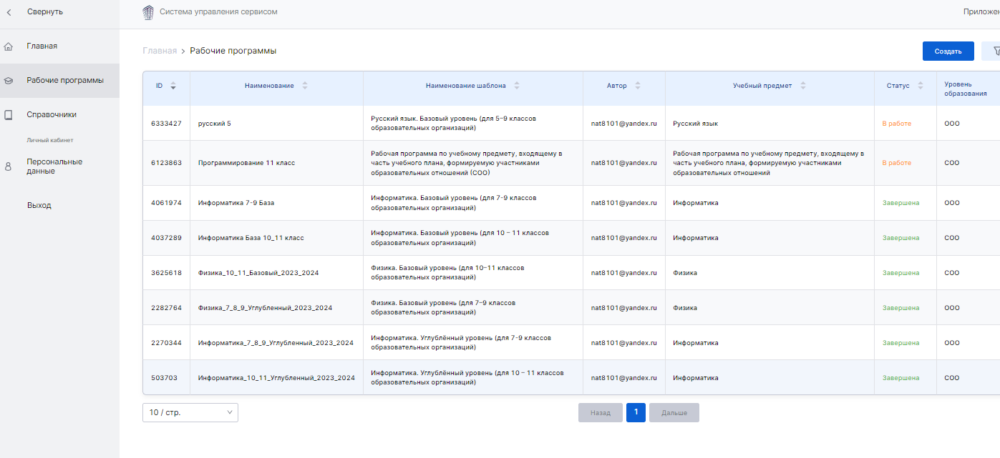 Свернуть
Система управления сервисом
Главная
Рабочие программы
Справочники
Личный кабинет
Персональные
данные
Выход
Главная > Рабочие программы
Создать
ID
Наименование
Наименование шаблона
Автор
Учебный предмет
Статус
Уровень
образования
6333427
русский 5
Русский язык. Базовый уровень (для 5–9 классов
образовательных организаций)
nat8101@yandex.ru
Русский язык
В работе
ООО
6123863
Программирование 11 класс
Рабочая программа по учебному предмету, входящему в
часть учебного плана, формируемую участниками
образовательных отношений (СОО)
nat8101@yandex.ru
Рабочая программа по учебному предмету, входящему в
часть учебного плана, формируемую участниками
образовательных отношений
В работе
СОО
4061974
Информатика 7-9 База
Информатика. Базовый уровень (для 7-9 классов
образовательных организаций)
nat8101@yandex.ru
Информатика
Завершена
ООО
4037289
Информатика База 10_11 класс
Информатика. Базовый уровень (для 10 – 11 классов
образовательных организаций)
nat8101@yandex.ru
Информатика
Завершена
СОО
3625618
Физика_10_11_Базовый_2023_2024
Физика. Базовый уровень (для 10–11 классов
образовательных организаций)
nat8101@yandex.ru
Физика
Завершена
СОО
2282764
Физика_7_8_9_Углубленный_2023_2024
Физика. Базовый уровень (для 7–9 классов
образовательных организаций)
nat8101@yandex.ru
Физика
Завершена
ООО
2270344
Информатика_7_8_9_Углубленный_2023_2024
Информатика. Углублённый уровень (для 7-9 классов
образовательных организаций)
nat8101@yandex.ru
Информатика
Завершена
ООО
503703
Информатика_10_11_Углубленный_2023_2024
Информатика. Углублённый уровень (для 10 – 11 классов
образовательных организаций)
nat8101@yandex.ru
Информатика
Завершена
СОО
10 / стр.
Назад
1
Дальше